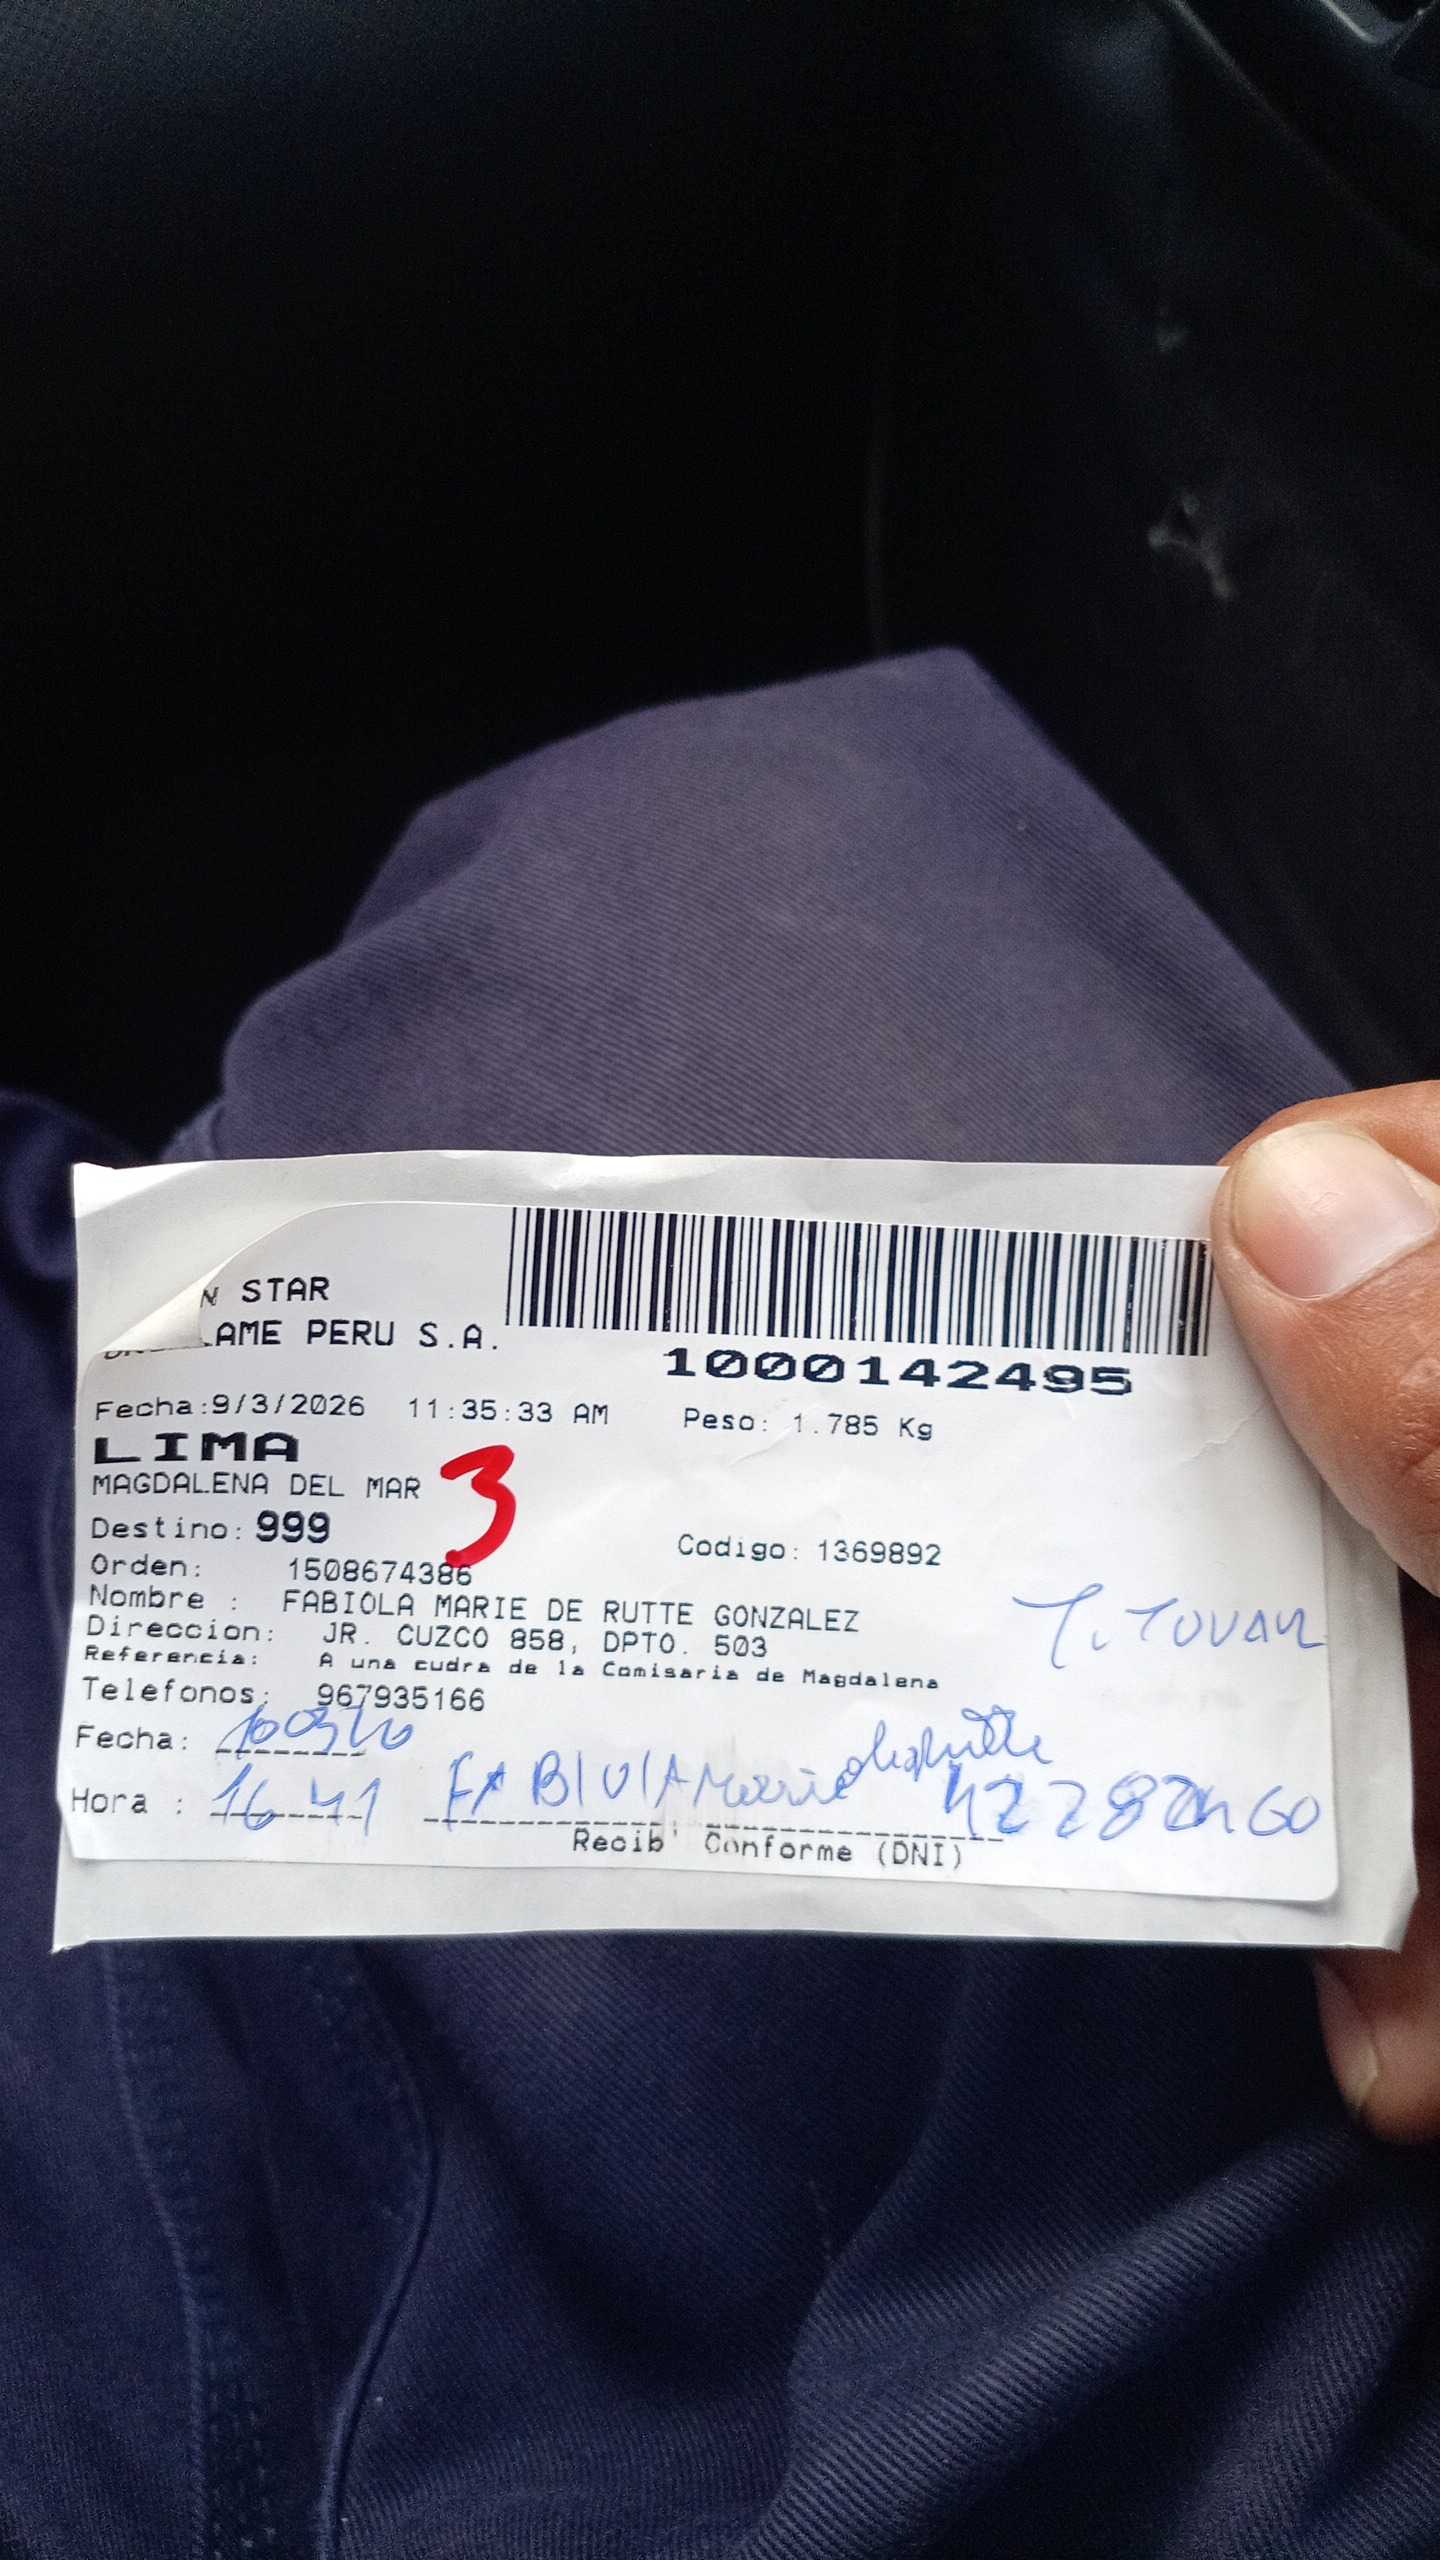 STAR
LAME PERU S.A.
1000142495
Fecha:9/3/2026 11:35:33 AM Peso: 1.785 Kg
LIMA
MAGDALENA DEL MAR 3
Destino: 999
Codigo: 1369892
Orden: 1508674386
Nombre : FABIOLA MARIE DE RUTTE GONZALEZ
T. TOVAR
Direccion: JR. CUZCO 858, DPTO. 503
Referencia: A una cudra de la Comisaria de Magdalena
Telefonos: 967935166
Fecha:
Hora : 16 41
Recib' Conforme (DNI)